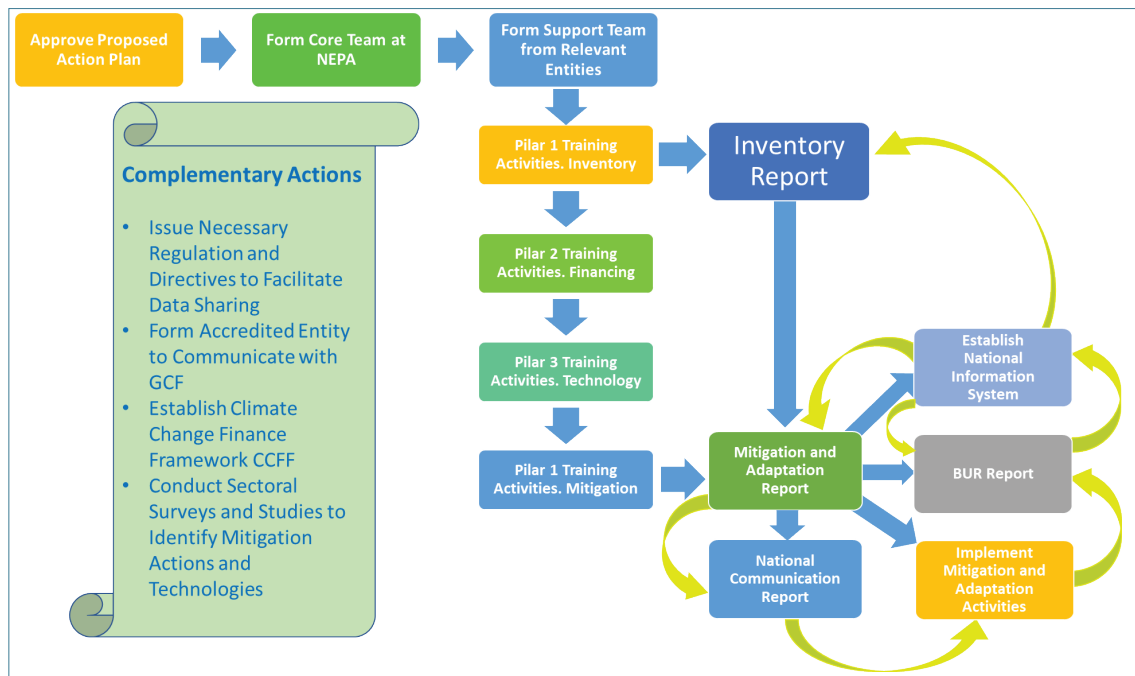 Approve Proposed
Action Plan
Form Core Team at
NEPA
Form Support Team
from Relevant
Entities
Complementary Actions
• Issue Necessary
Regulation and
Directives to Facilitate
Data Sharing
• Form Accredited Entity
to Communicate with
GCF
• Establish Climate
Change Finance
Framework CCFF
• Conduct Sectoral
Surveys and Studies to
Identify Mitigation
Actions and
Technologies
Pilar 1 Training
Activities. Inventory
Inventory
Report
Pilar 2 Training
Activities. Financing
Pilar 3 Training
Activities. Technology
Establish
National
Information
System
Pilar 1 Training
Activities. Mitigation
Mitigation and
Adaptation
Report
BUR Report
National
Communication
Report
Implement
Mitigation and
Adaptation
Activities